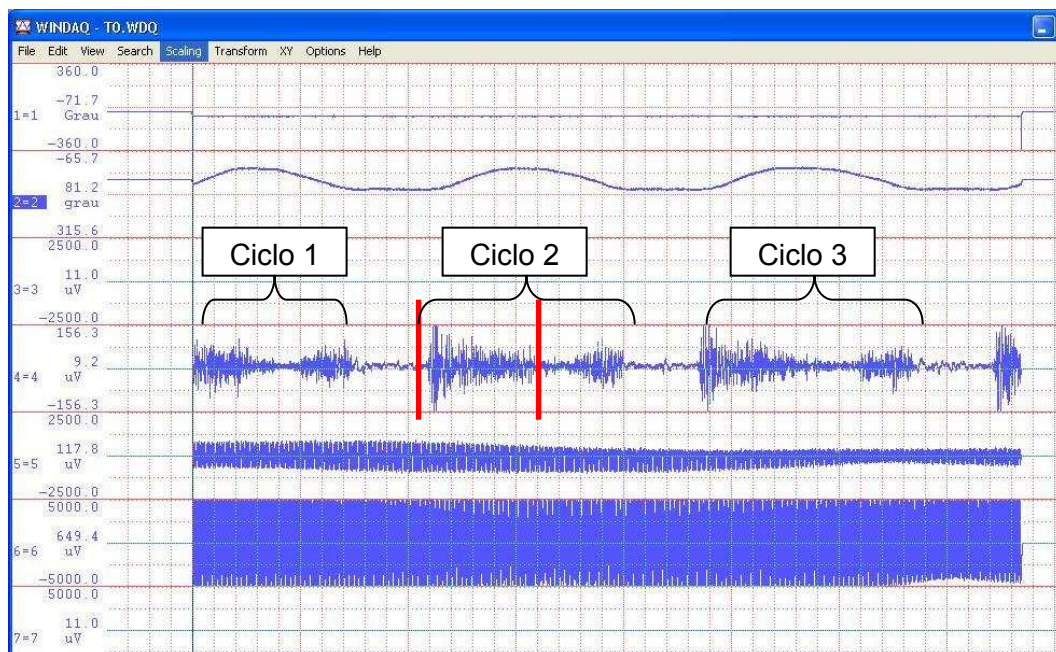 WINDAQ - TO.WDQ
File Edit View Search Scaling Transform XY Options Help
360.0
-71.7
1=1 Grau
-360.0
-65.7
81.2
2=2 grau
315.6
2500.0
Ciclo 1 Ciclo 2 Ciclo 3
11.0
3=3 uV
-2500.0
156.3
9.2
4=4 uV
-156.3
2500.0
117.8
5=5 uV
-2500.0
5000.0
649.4
6=6 uV
-5000.0
5000.0
11.0
7=7 uV